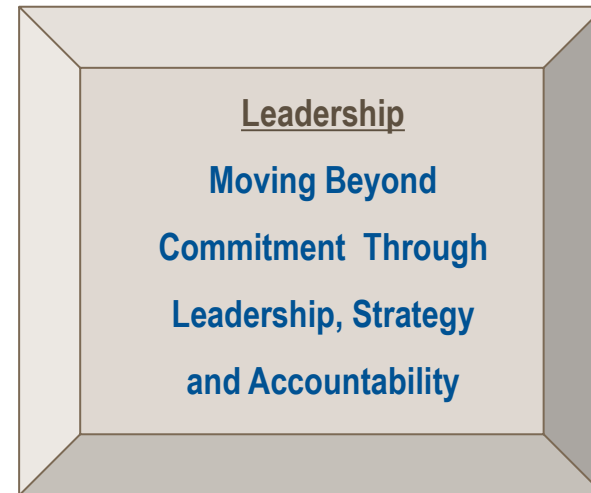 Leadership
Moving Beyond
Commitment Through
Leadership, Strategy
and Accountability